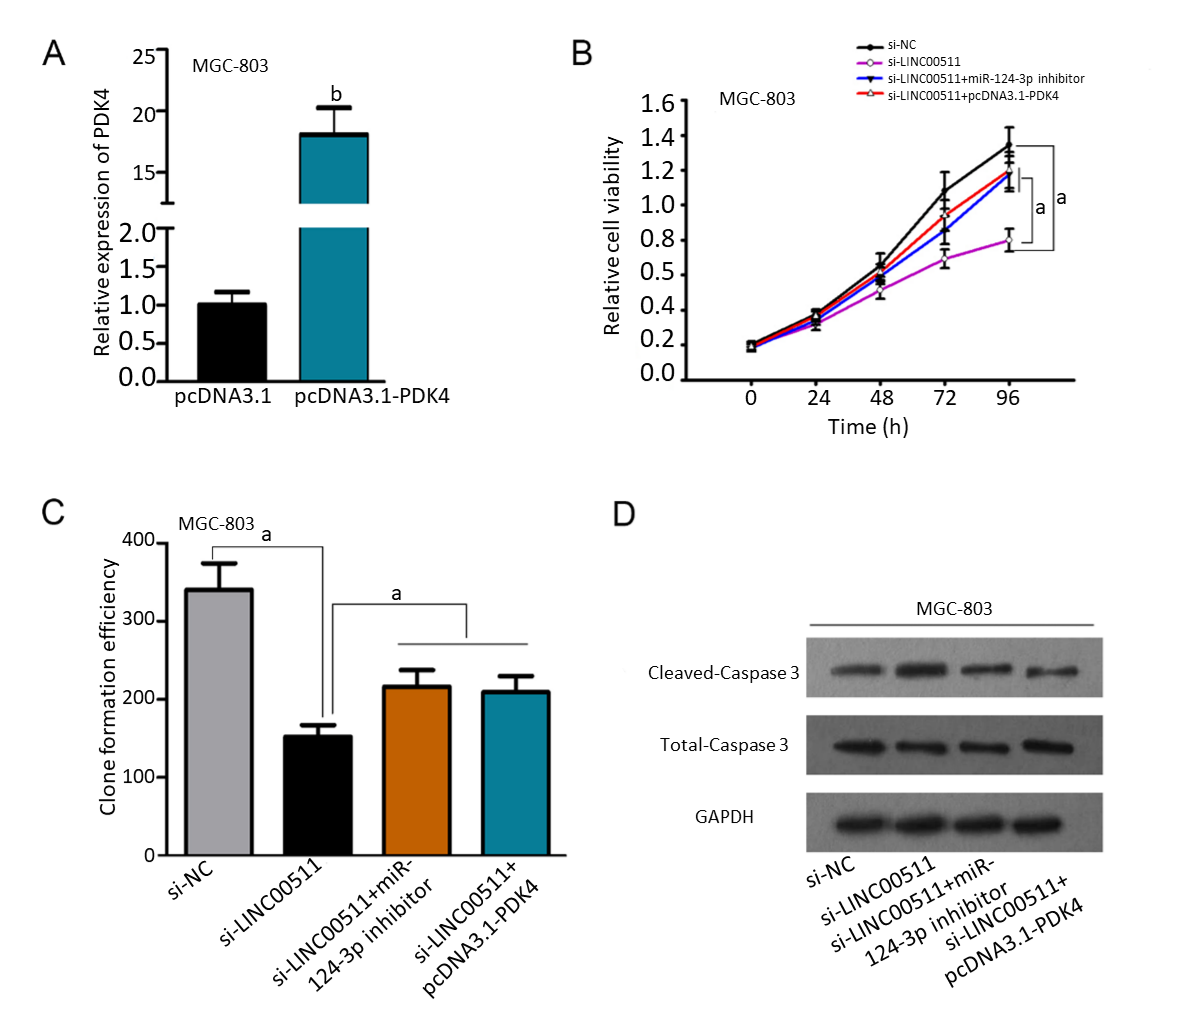 A
MGC-803
b
Relative expression of PDK4
25
20
15
2.0
1.5
1.0
0.5
0.0
pcDNA3.1
pcDNA3.1-PDK4
B
si-NC
si-LINC00511
si-LINC00511+miR-124-3p inhibitor
si-LINC00511+pcDNA3.1-PDK4
MGC-803
Relative cell viability
1.6
1.4
1.2
1.0
0.8
0.5
0.4
0.2
0.0
a
a
0
24
48
72
96
Time (h)
C
MGC-803
a
a
Clone formation efficiency
400
300
200
100
0
si-NC
si-LINC00511
si-LINC00511+miR-
124-3p inhibitor
si-LINC00511+
pcDNA3.1-PDK4
D
MGC-803
Cleaved-Caspase 3
Total-Caspase 3
GAPDH
si-NC
si-LINC00511
si-LINC00511+miR-
124-3p inhibitor
si-LINC00511+
pcDNA3.1-PDK4